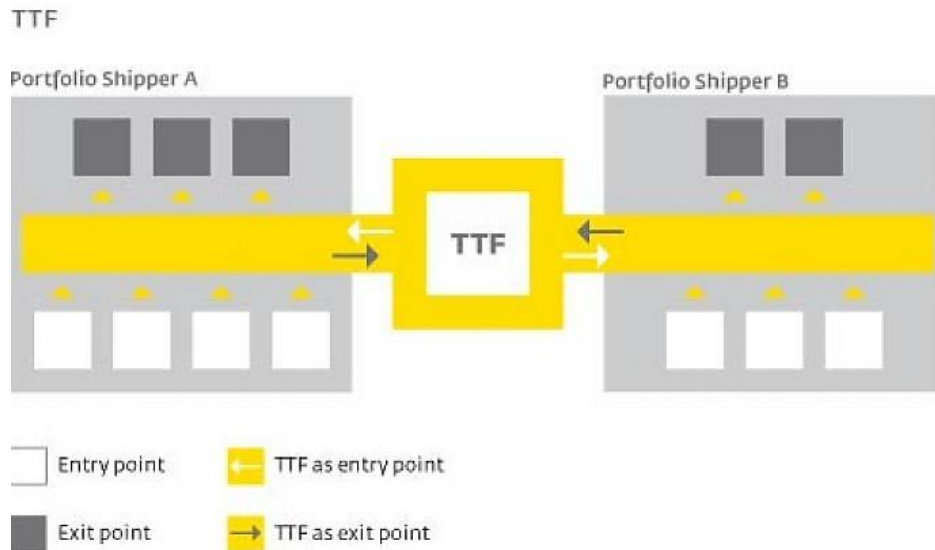 TTF
Portfolio Shipper A
Portfolio Shipper B
TTF
Entry point
TTF as entry point
Exit point
TTF as exit point